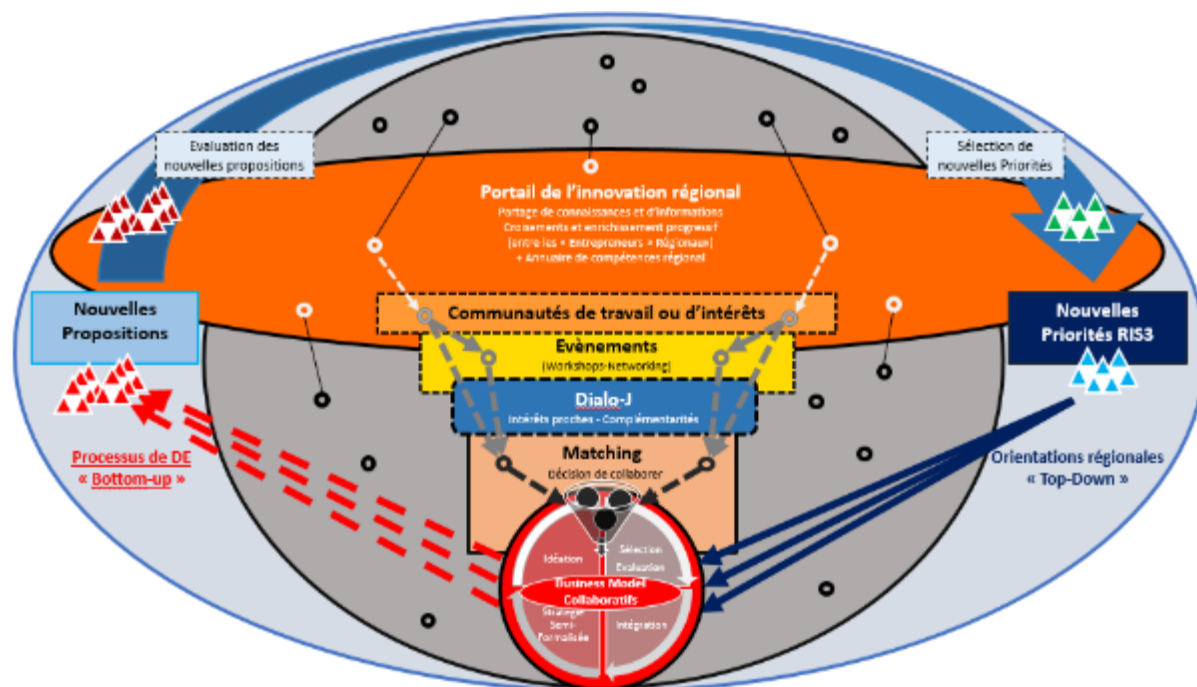 Evaluation des
nouvelles propositions
Sélection de
nouvelles Priorités
Portail de l'innovation régional
Partage de connaissances et d'informations
Croisements et enrichissement progressif
(entre les « Entrepreneurs » Régionaux)
+ Annuaire de compétences régional
Nouvelles
Propositions
Communautés de travail ou d'intérêts
Nouvelles
Priorités RIS3
Evènements
(Workshops-Networking)
Dialo-J
Intérêts proches - Complémentarités
Matching
Décision de collaborer
Processus de DE
« Bottom-up »
Orientations régionales
« Top-Down »
Idéation
Sélection
Evaluation
Business Model
Collaboratifs
Stratégie
Semi-
Formalisée
Intégration